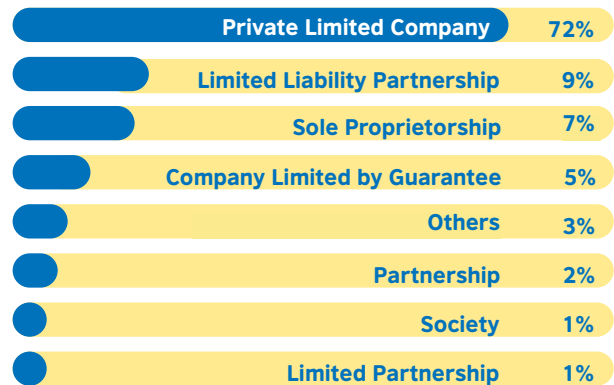 Private Limited Company 72%
Limited Liability Partnership 9%
Sole Proprietorship 7%
Company Limited by Guarantee 5%
Others 3%
Partnership 2%
Society 1%
Limited Partnership 1%